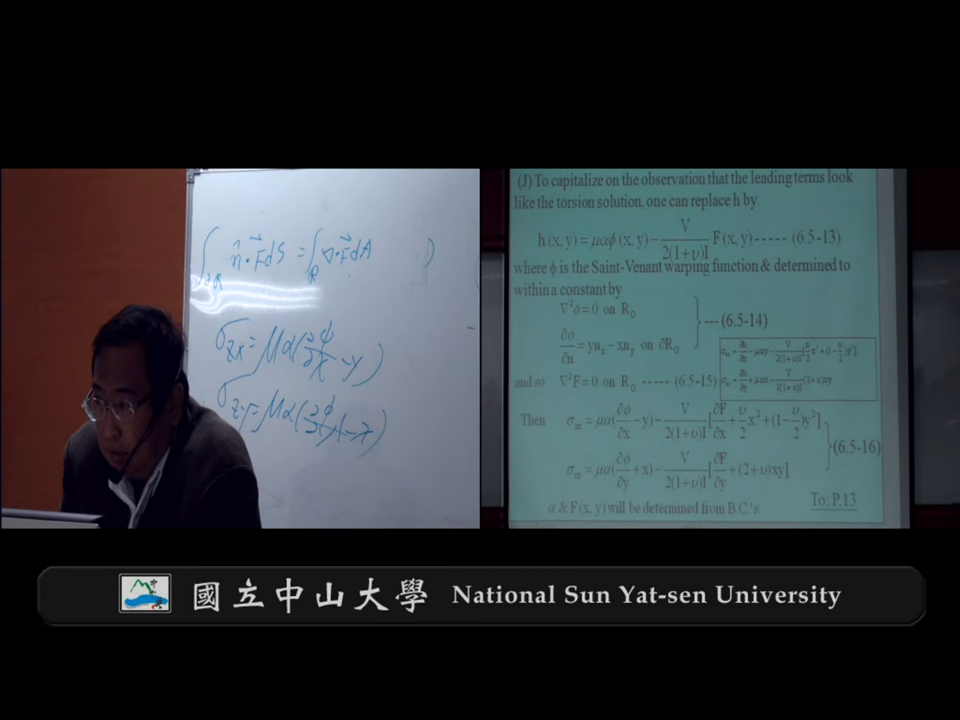 ∫∂R n̂·F⃗dS = ∫R ∇·F⃗dA
σzx = μα(∂φ/∂x − y)
(J) To capitalize on the observation that the leading terms look
like the torsion solution, one can replace h by
h(x, y) = μαϕ(x, y) − V/2(1+υ)I F(x, y) ----- (6.5-13)
where ϕ is the Saint-Venant warping function & determined to
within a constant by
∇²ϕ = 0 on R₀
--- (6.5-14)
∂ϕ/∂n = ynₓ − xnᵧ on ∂R₀
and so ∇²F = 0 on R₀ ----- (6.5-15)
Then σzx = μα(∂ϕ/∂x − y) − V/2(1+υ)I [∂F/∂x + υ/2 x² + (1 − υ/2)y²]
(6.5-16)
σzy = μα(∂ϕ/∂y + x) − V/2(1+υ)I [∂F/∂y + (2+υ)xy]
α & F(x, y) will be determined from B.C.'s.
To: P.13
國立中山大學 National Sun Yat-sen University